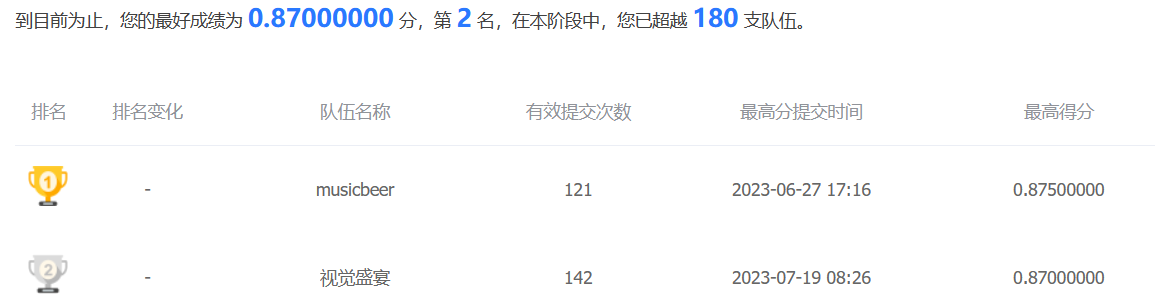 到目前为止，您的最好成绩为 0.87000000 分，第 2 名，在本阶段中，您已超越 180 支队伍。
排名 排名变化 队伍名称 有效提交次数 最高分提交时间 最高得分
1 - musicbeer 121 2023-06-27 17:16 0.87500000
2 - 视觉盛宴 142 2023-07-19 08:26 0.87000000